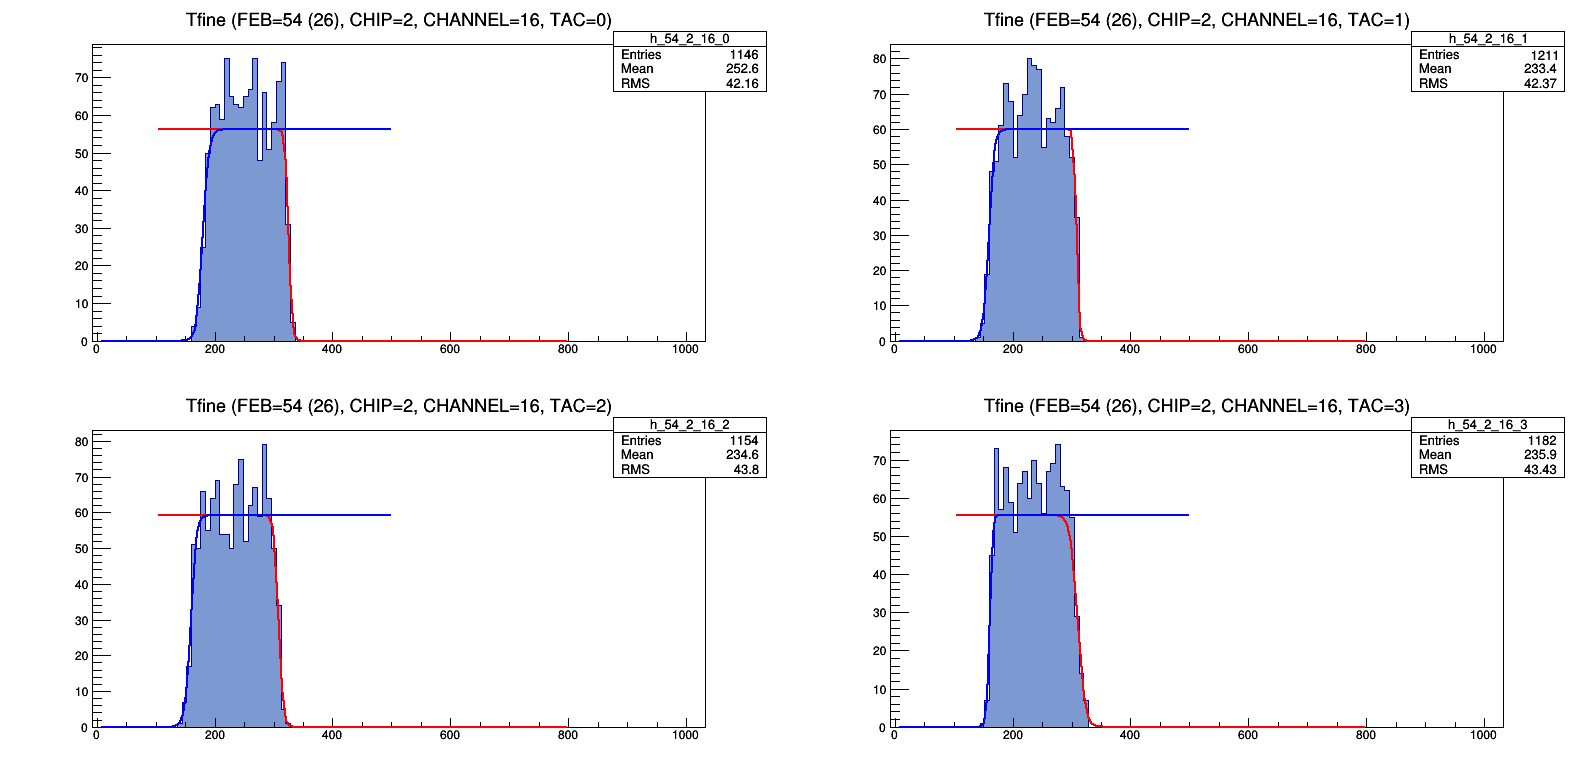 Tfine (FEB=54 (26), CHIP=2, CHANNEL=16, TAC=0)
h_54_2_16_0
Entries 1146
Mean 252.6
RMS 42.16
70
60
50
40
30
20
10
0
0 200 400 600 800 1000
Tfine (FEB=54 (26), CHIP=2, CHANNEL=16, TAC=1)
h_54_2_16_1
Entries 1211
Mean 233.4
RMS 42.37
80
70
60
50
40
30
20
10
0
0 200 400 600 800 1000
Tfine (FEB=54 (26), CHIP=2, CHANNEL=16, TAC=2)
h_54_2_16_2
Entries 1154
Mean 234.6
RMS 43.8
80
70
60
50
40
30
20
10
0
0 200 400 600 800 1000
Tfine (FEB=54 (26), CHIP=2, CHANNEL=16, TAC=3)
h_54_2_16_3
Entries 1182
Mean 235.9
RMS 43.43
70
60
50
40
30
20
10
0
0 200 400 600 800 1000